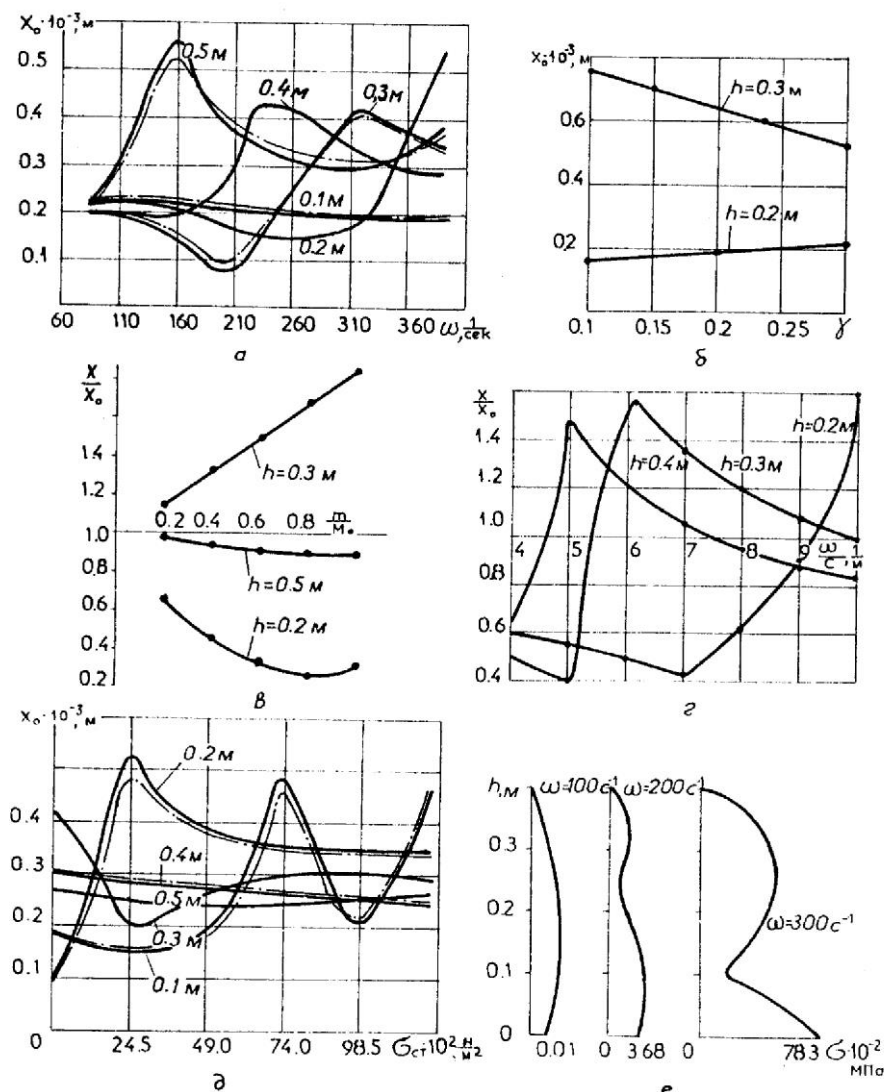 X₀·10⁻³, м
0.5
0.4
0.3
0.2
0.1
0.5 м
0.4 м
0,3 м
0.1 м
0.2 м
60 110 160 210 260 310 360 ω, 1/сек
а
X₀·10⁻³, м
0.6
0.4
0.2
h=0.3 м
h=0.2 м
0.1 0.15 0.2 0.25 γ
б
X/X₀
1.4
1.2
1.0
0.8
0.6
0.4
0.2
h=0.3 м
0.2 0.4 0.6 0.8 m/M₀
h=0.5 м
h=0.2 м
в
X/X₀
1.4
1.2
1.0
0.8
0.6
0.4
h=0.2 м
h=0.4 м
h=0.3 м
4 5 6 7 8 9 ω/c, 1/м
г
X₀·10⁻³, м
0.4
0.3
0.2
0.1
0
0.2 м
0.4 м
0.5 м
0.3 м
0.1 м
24.5 49.0 74.0 98.5 Gст·10² н/м²
д
h, м
0.3
0.2
0.1
0
ω=100 с⁻¹
ω=200 с⁻¹
ω=300 с⁻¹
0.01 0 3.68 0 78.3 G·10⁻²
МПа
е